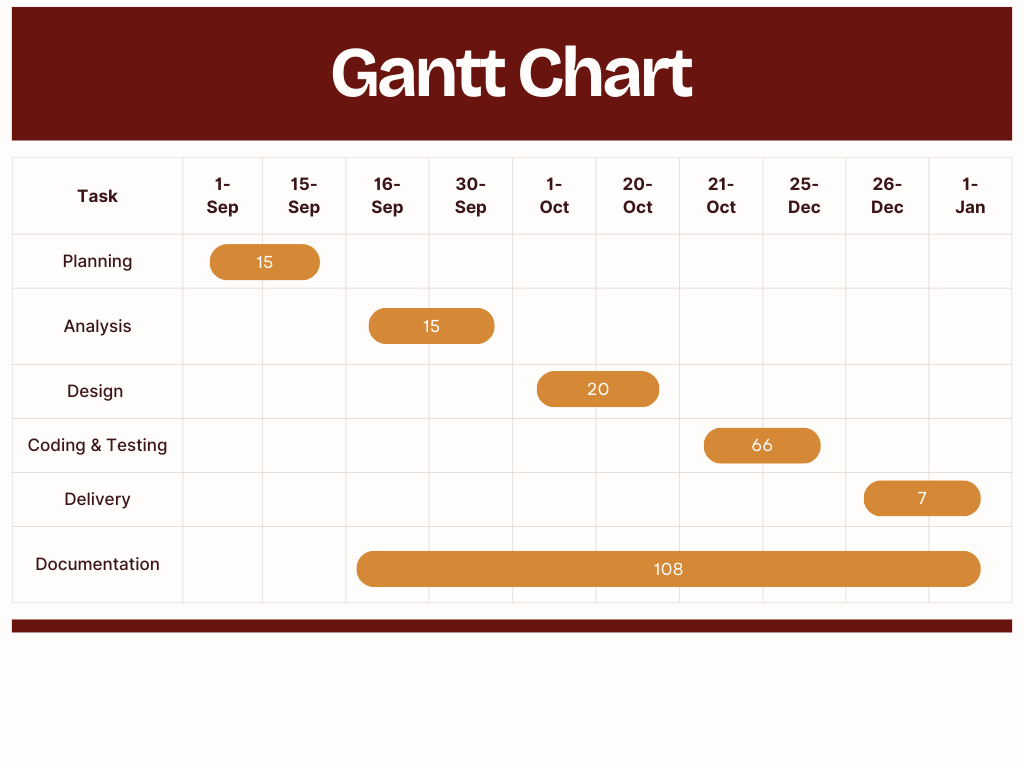 Gantt Chart
Task 1- 15- 16- 30- 1- 20- 21- 25- 26- 1-
Sep Sep Sep Sep Oct Oct Oct Dec Dec Jan
Planning 15
Analysis 15
Design 20
Coding & Testing 66
Delivery 7
Documentation 108